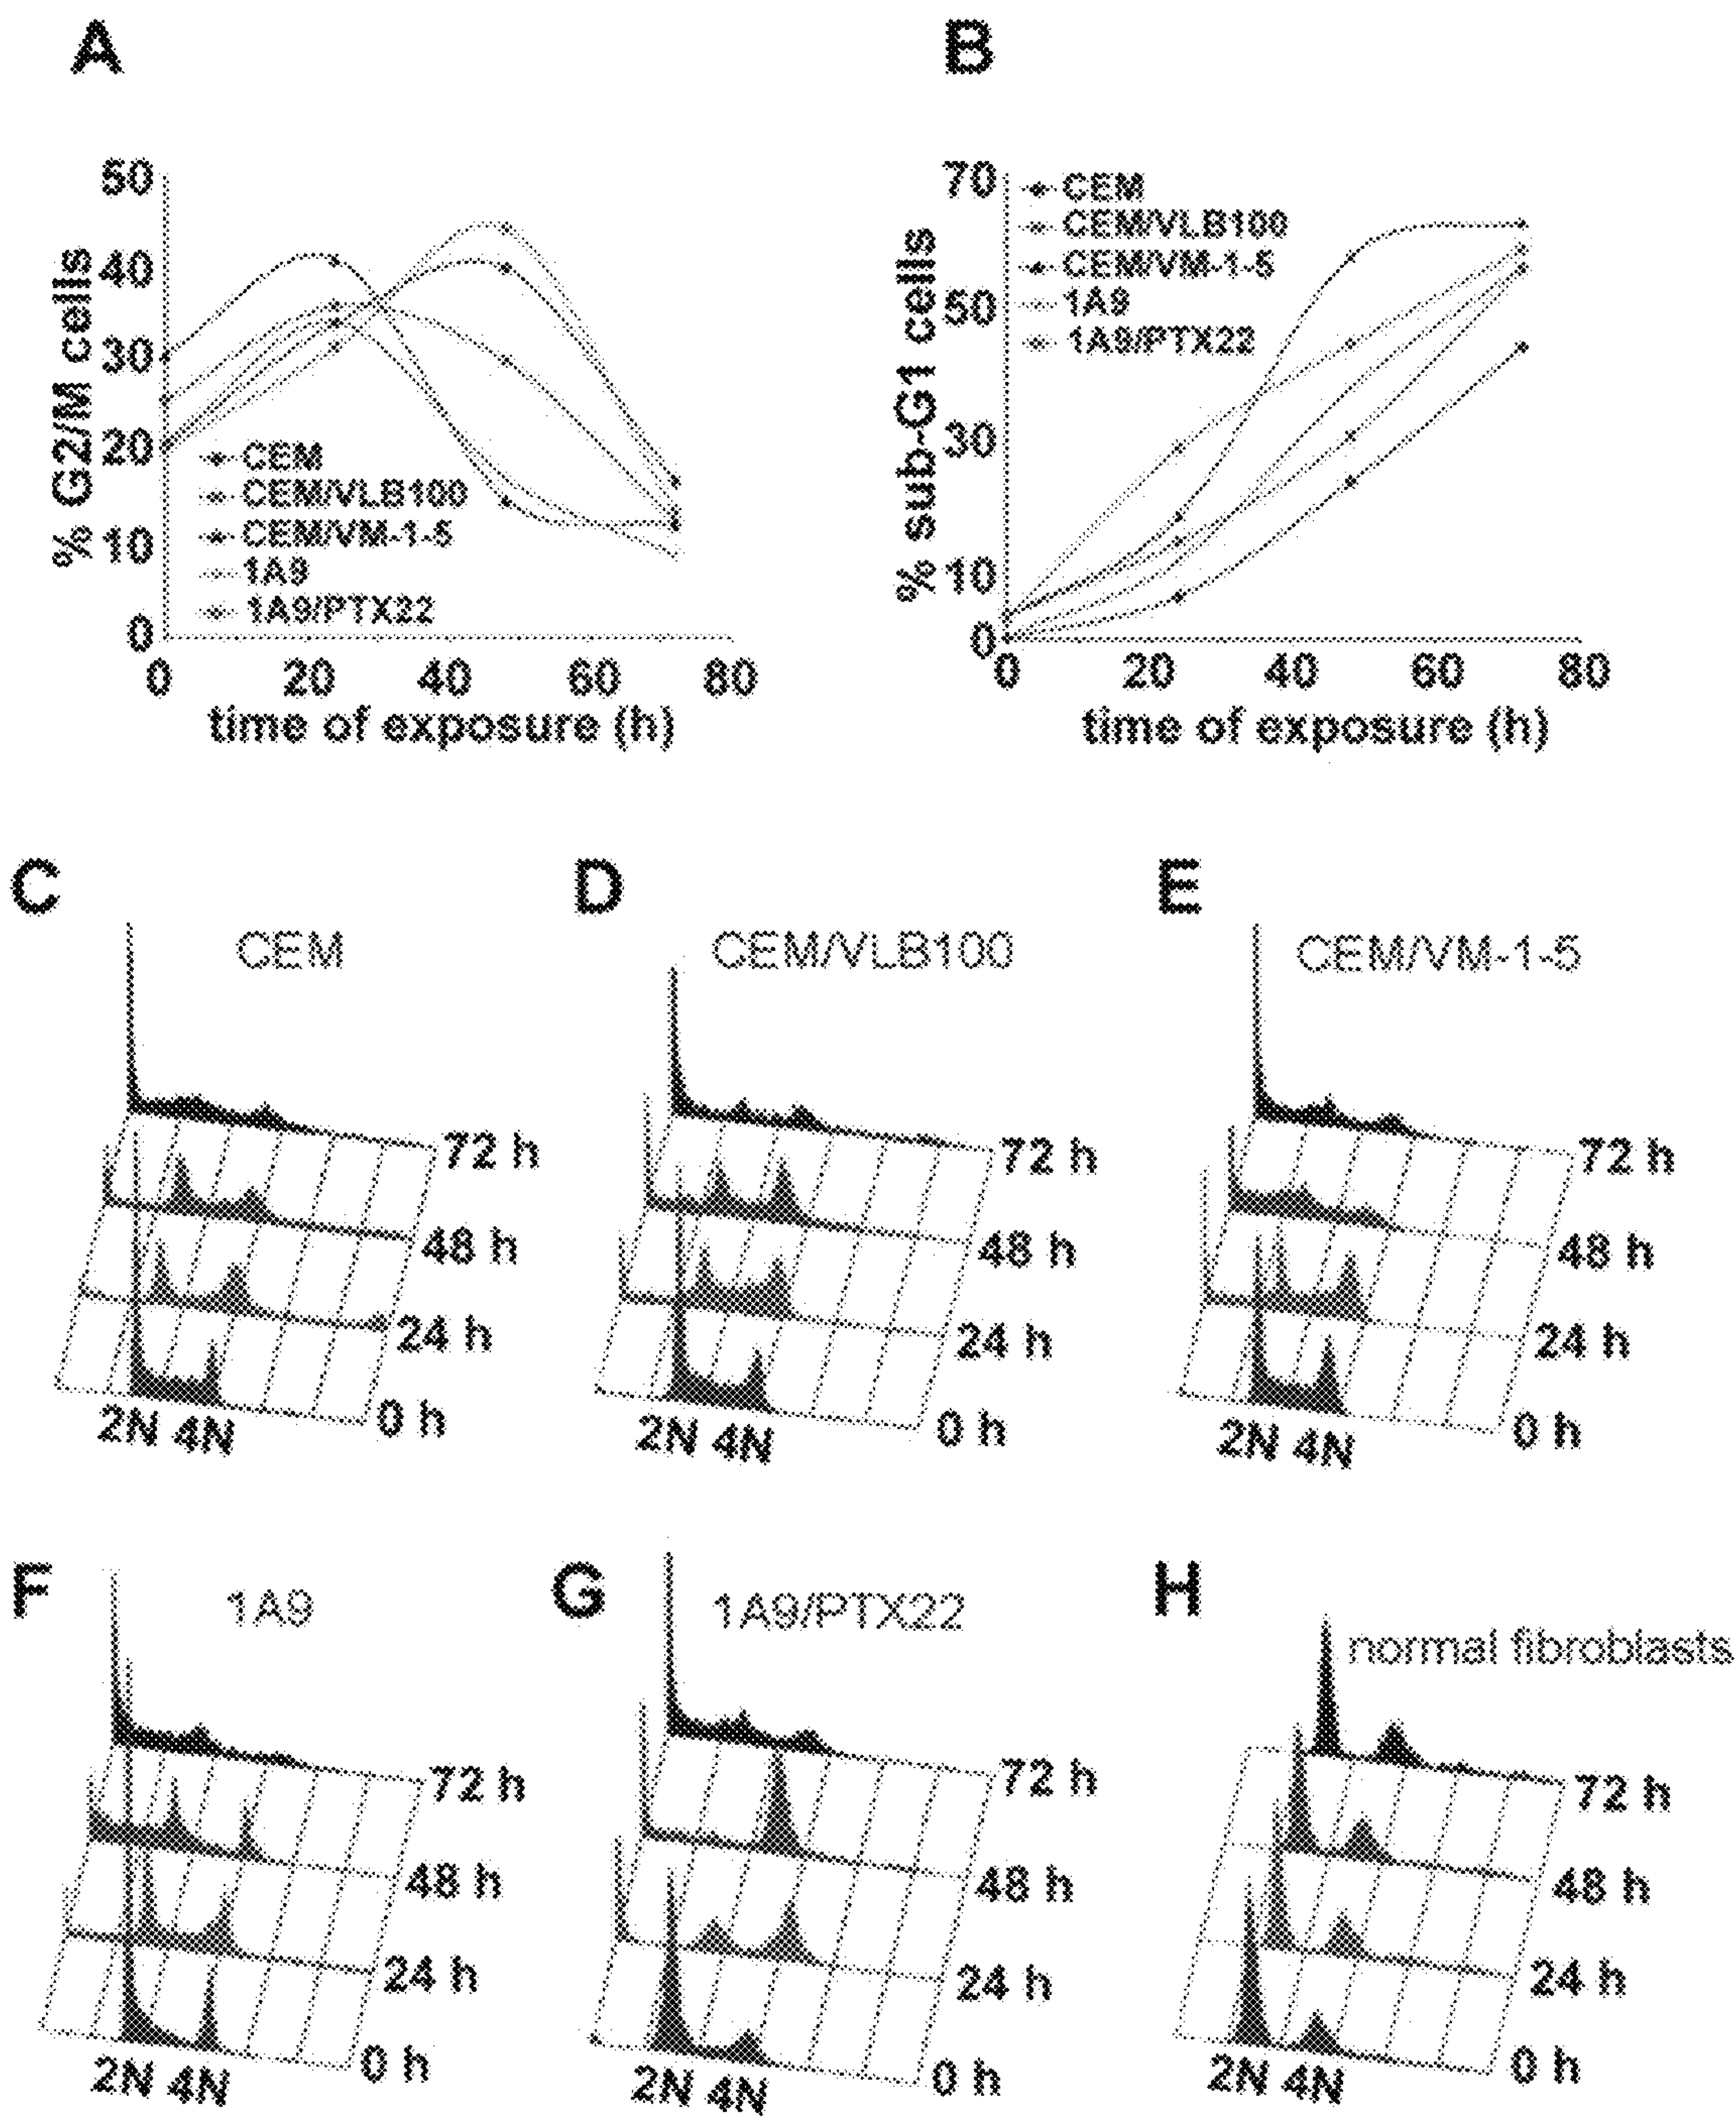 A
B
50
40
30
20
10
0
% G2/M cells
CEM
CEM/VLB100
CEM/VM-1-5
1A9
1A9/PTX22
0 20 40 60 80
time of exposure (h)
70
50
30
10
0
% sub-G1 cells
CEM
CEM/VLB100
CEM/VM-1-5
1A9
1A9/PTX22
0 20 40 60 80
time of exposure (h)
C
CEM
72 h
48 h
24 h
0 h
2N 4N
D
CEM/VLB100
72 h
48 h
24 h
0 h
2N 4N
E
CEM/VM-1-5
72 h
48 h
24 h
0 h
2N 4N
F
1A9
72 h
48 h
24 h
0 h
2N 4N
G
1A9/PTX22
72 h
48 h
24 h
0 h
2N 4N
H
normal fibroblasts
72 h
48 h
24 h
0 h
2N 4N